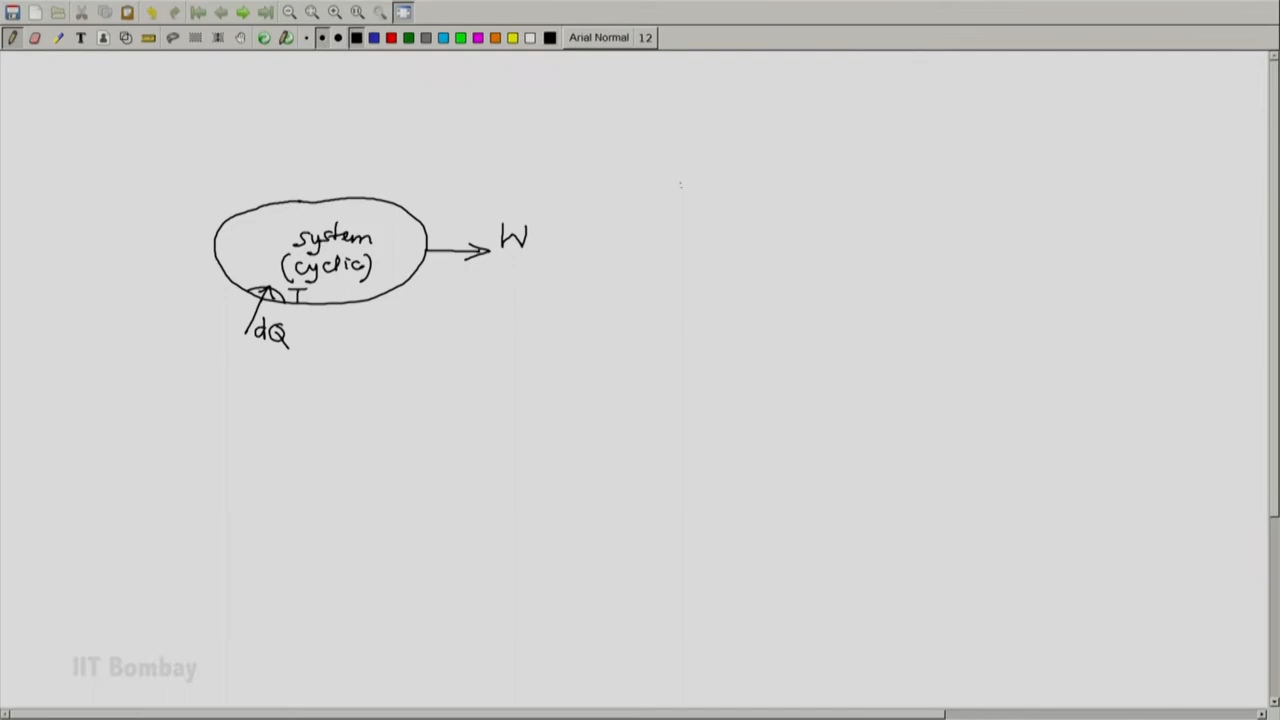 Arial Normal 12
system
W
(cyclic)
T
dQ
IIT Bombay